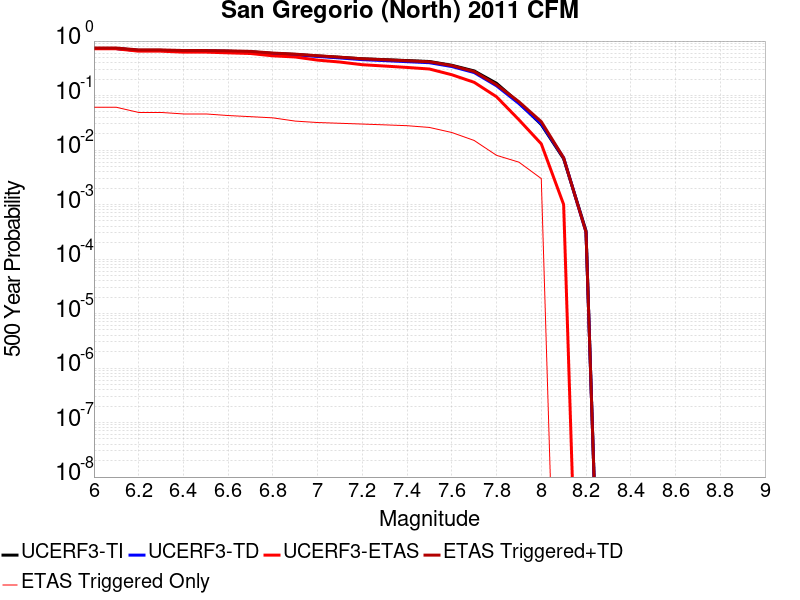 San Gregorio (North) 2011 CFM
500 Year Probability
10^0
10^-1
10^-2
10^-3
10^-4
10^-5
10^-6
10^-7
10^-8
6 6.2 6.4 6.6 6.8 7 7.2 7.4 7.6 7.8 8 8.2 8.4 8.6 8.8 9
Magnitude
UCERF3-TI UCERF3-TD UCERF3-ETAS ETAS Triggered+TD
ETAS Triggered Only